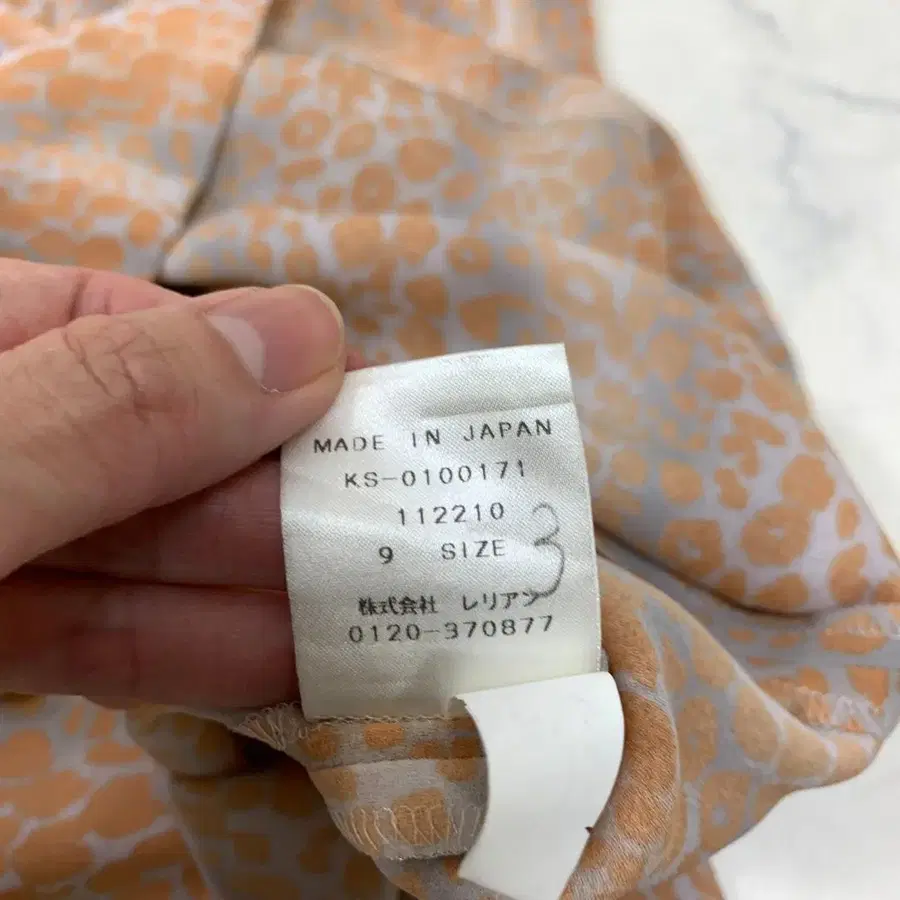 MADE IN JAPAN
KS-0100171
112210
9 SIZE 3
株式会社 レリアン
0120-370877